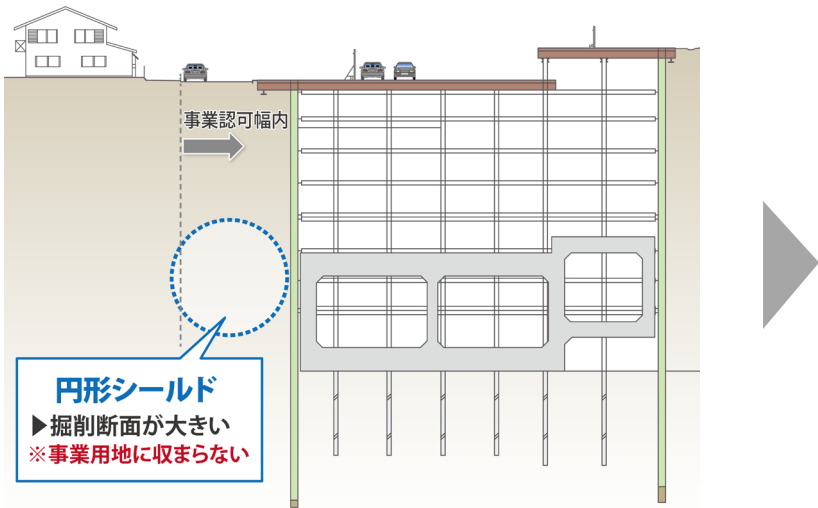 事業認可幅内
円形シールド
▶掘削断面が大きい
※事業用地に収まらない